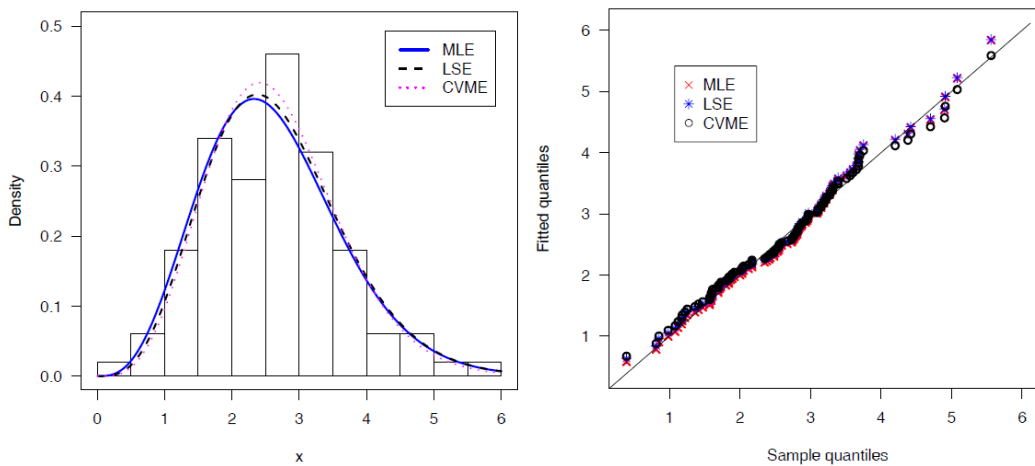 0.5
0.4
0.3
0.2
0.1
0.0
Density
MLE
LSE
CVME
0 1 2 3 4 5 6
x
6
5
4
3
2
1
Fitted quantiles
MLE
LSE
CVME
1 2 3 4 5 6
Sample quantiles